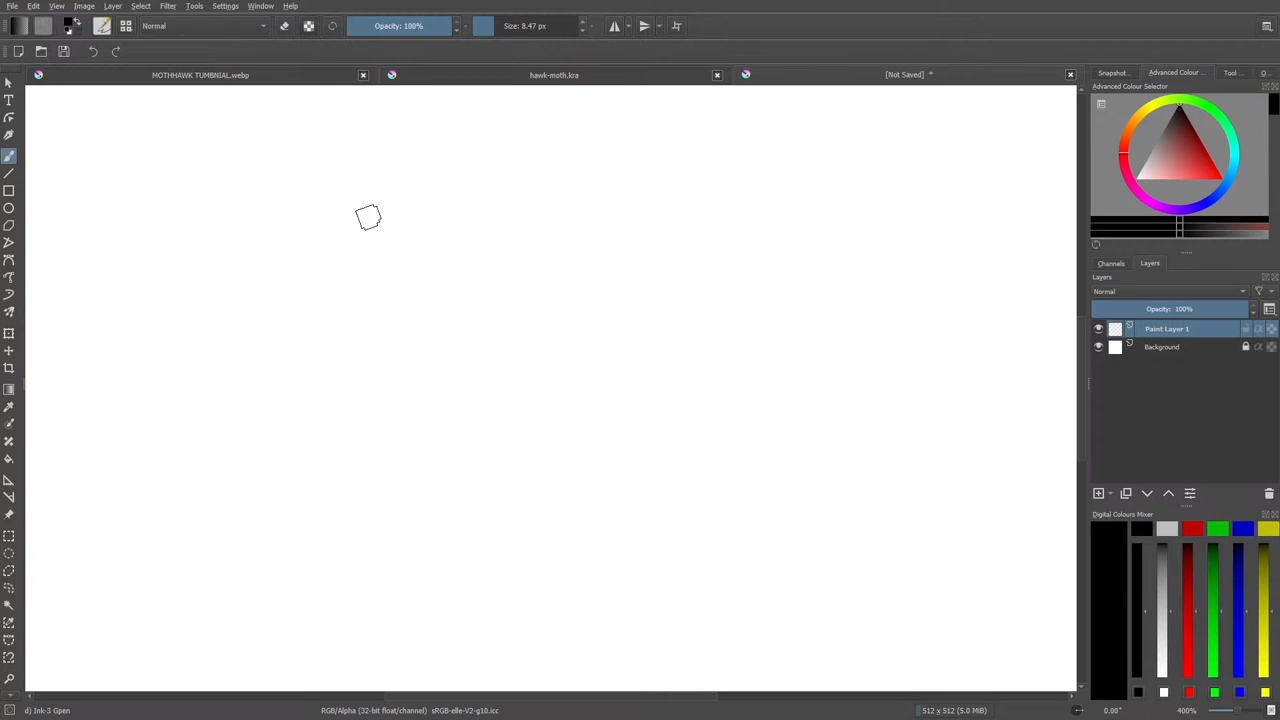 File Edit View Image Layer Select Filter Tools Settings Window Help
Normal Opacity: 100% Size: 8.47 px
MOTHHAWK TUMBNIAL.webp hawk-moth.kra [Not Saved] *
Snapshot... Advanced Colour ... Tool ... O...
Advanced Colour Selector
Channels Layers
Layers
Normal
Opacity: 100%
Paint Layer 1
Background
Digital Colours Mixer
d) Ink-3 Gpen RGB/Alpha (32-bit float/channel) sRGB-elle-V2-g10.icc 512 x 512 (5.0 MiB) 0.00° 400%